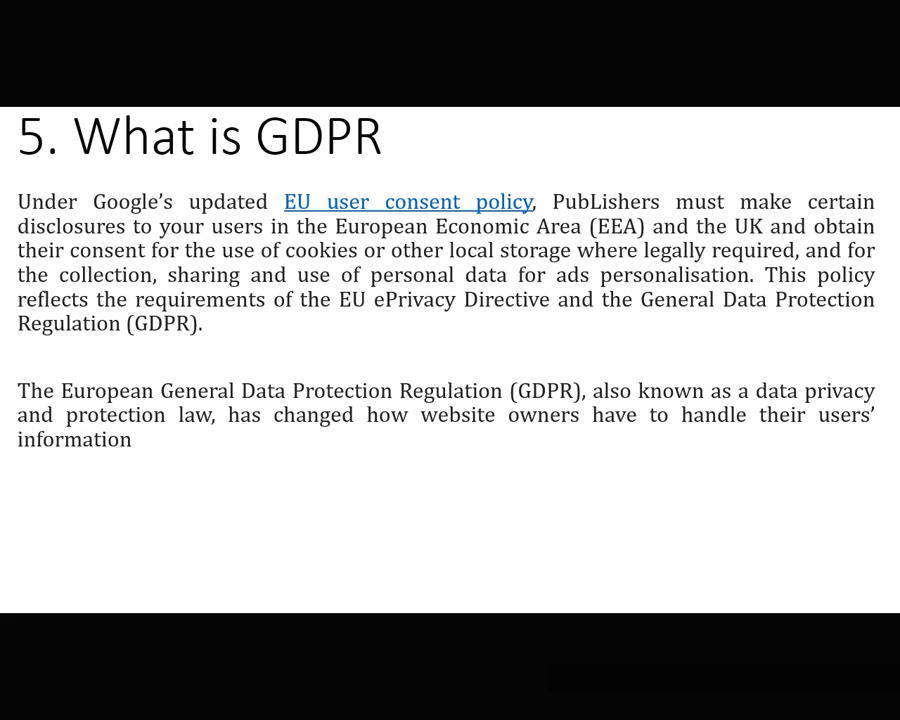 5. What is GDPR
Under Google’s updated EU user consent policy, PubLishers must make certain
disclosures to your users in the European Economic Area (EEA) and the UK and obtain
their consent for the use of cookies or other local storage where legally required, and for
the collection, sharing and use of personal data for ads personalisation. This policy
reflects the requirements of the EU ePrivacy Directive and the General Data Protection
Regulation (GDPR).
The European General Data Protection Regulation (GDPR), also known as a data privacy
and protection law, has changed how website owners have to handle their users’
information